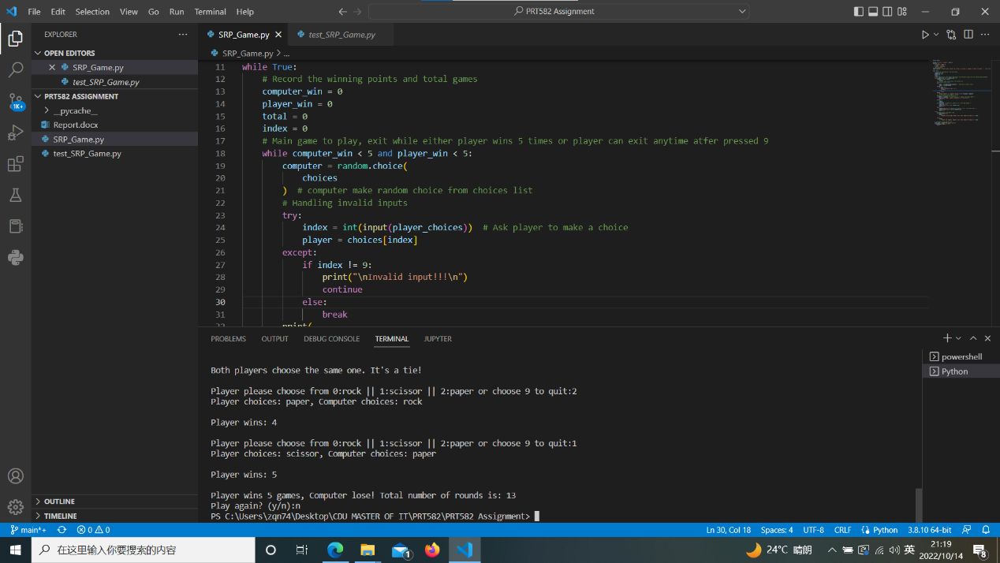 File Edit Selection View Go Run Terminal Help
PRT582 Assignment
EXPLORER
OPEN EDITORS
SRP_Game.py
test_SRP_Game.py
PRT582 ASSIGNMENT
__pycache__
Report.docx
SRP_Game.py
test_SRP_Game.py
OUTLINE
TIMELINE
1K+
SRP_Game.py
test_SRP_Game.py
SRP_Game.py > ...
11 while True:
12 # Record the winning points and total games
13 computer_win = 0
14 player_win = 0
15 total = 0
16 index = 0
17 # Main game to play, exit while either player wins 5 times or player can exit anytime atfer pressed 9
18 while computer_win < 5 and player_win < 5:
19 computer = random.choice(
20 choices
21 ) # computer make random choice from choices list
22 # Handling invalid inputs
23 try:
24 index = int(input(player_choices)) # Ask player to make a choice
25 player = choices[index]
26 except:
27 if index != 9:
28 print("\nInvalid input!!!\n")
29 continue
30 else:
31 break
32 print(
PROBLEMS OUTPUT DEBUG CONSOLE TERMINAL JUPYTER
powershell
Python
Both players choose the same one. It's a tie!
Player please choose from 0:rock || 1:scissor || 2:paper or choose 9 to quit:2
Player choices: paper, Computer choices: rock
Player wins: 4
Player please choose from 0:rock || 1:scissor || 2:paper or choose 9 to quit:1
Player choices: scissor, Computer choices: paper
Player wins: 5
Player wins 5 games, Computer lose! Total number of rounds is: 13
Play again? (y/n):n
PS C:\Users\zqn74\Desktop\CDU MASTER OF IT\PRT582\PRT582 Assignment>
main*+ 0 0 Ln 30, Col 18 Spaces: 4 UTF-8 CRLF Python 3.8.10 64-bit
在这里输入你要搜索的内容 1 24°C 晴朗 英 21:19 8
2022/10/14